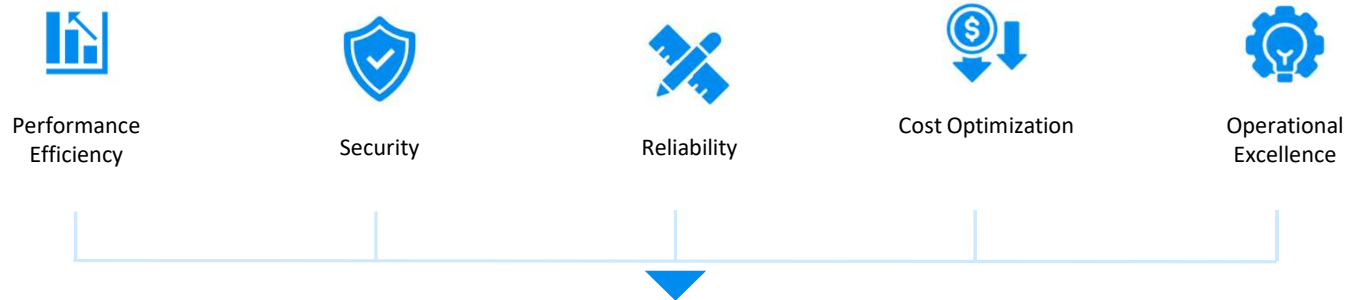 $
Performance
Efficiency
Security
Reliability
Cost Optimization
Operational
Excellence